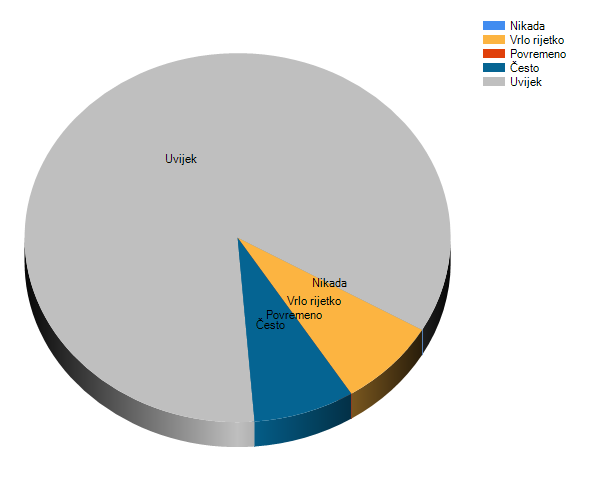 Nikada
Vrlo rijetko
Povremeno
Često
Uvijek
Uvijek
Nikada
Vrlo rijetko
Povremeno
Često